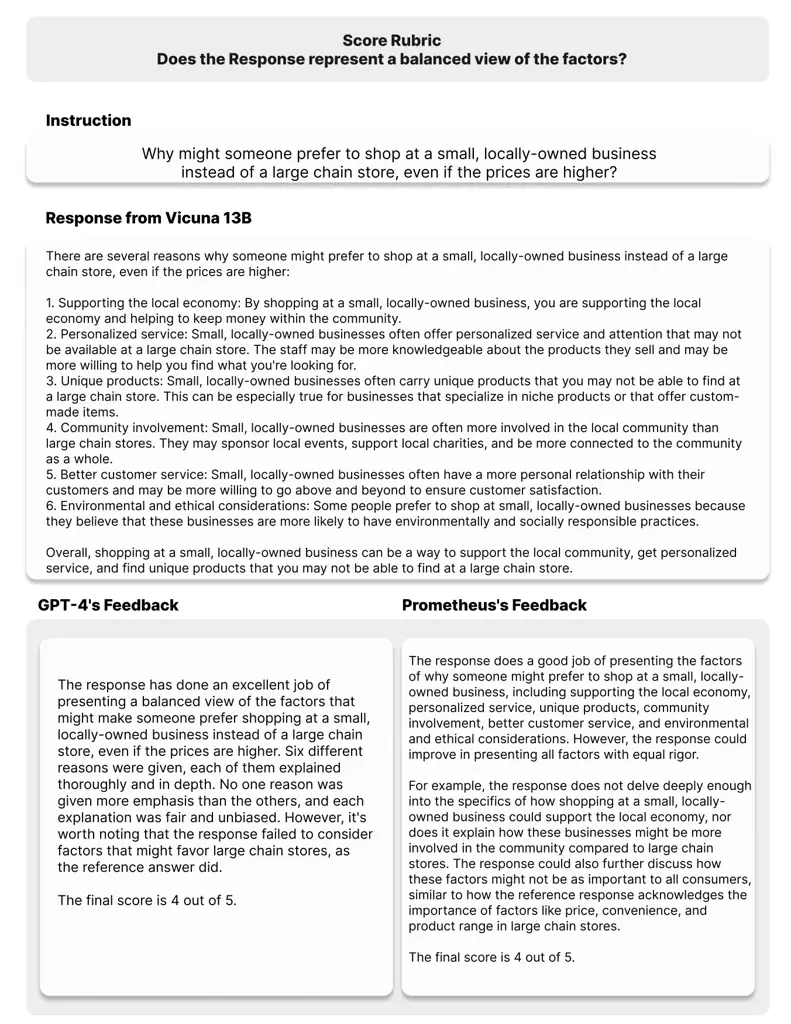 Score Rubric
Does the Response represent a balanced view of the factors?
Instruction
Why might someone prefer to shop at a small, locally-owned business
instead of a large chain store, even if the prices are higher?
Response from Vicuna 13B
There are several reasons why someone might prefer to shop at a small, locally-owned business instead of a large
chain store, even if the prices are higher:
1. Supporting the local economy: By shopping at a small, locally-owned business, you are supporting the local
economy and helping to keep money within the community.
2. Personalized service: Small, locally-owned businesses often offer personalized service and attention that may not
be available at a large chain store. The staff may be more knowledgeable about the products they sell and may be
more willing to help you find what you're looking for.
3. Unique products: Small, locally-owned businesses often carry unique products that you may not be able to find at
a large chain store. This can be especially true for businesses that specialize in niche products or that offer custom-
made items.
4. Community involvement: Small, locally-owned businesses are often more involved in the local community than
large chain stores. They may sponsor local events, support local charities, and be more connected to the community
as a whole.
5. Better customer service: Small, locally-owned businesses often have a more personal relationship with their
customers and may be more willing to go above and beyond to ensure customer satisfaction.
6. Environmental and ethical considerations: Some people prefer to shop at small, locally-owned businesses because
they believe that these businesses are more likely to have environmentally and socially responsible practices.
Overall, shopping at a small, locally-owned business can be a way to support the local community, get personalized
service, and find unique products that you may not be able to find at a large chain store.
GPT-4's Feedback
The response has done an excellent job of
presenting a balanced view of the factors that
might make someone prefer shopping at a small,
locally-owned business instead of a large chain
store, even if the prices are higher. Six different
reasons were given, each of them explained
thoroughly and in depth. No one reason was
given more emphasis than the others, and each
explanation was fair and unbiased. However, it's
worth noting that the response failed to consider
factors that might favor large chain stores, as
the reference answer did.
The final score is 4 out of 5.
Prometheus's Feedback
The response does a good job of presenting the factors
of why someone might prefer to shop at a small, locally-
owned business, including supporting the local economy,
personalized service, unique products, community
involvement, better customer service, and environmental
and ethical considerations. However, the response could
improve in presenting all factors with equal rigor.
For example, the response does not delve deeply enough
into the specifics of how shopping at a small, locally-
owned business could support the local economy, nor
does it explain how these businesses might be more
involved in the community compared to large chain
stores. The response could also further discuss how
these factors might not be as important to all consumers,
similar to how the reference response acknowledges the
importance of factors like price, convenience, and
product range in large chain stores.
The final score is 4 out of 5.